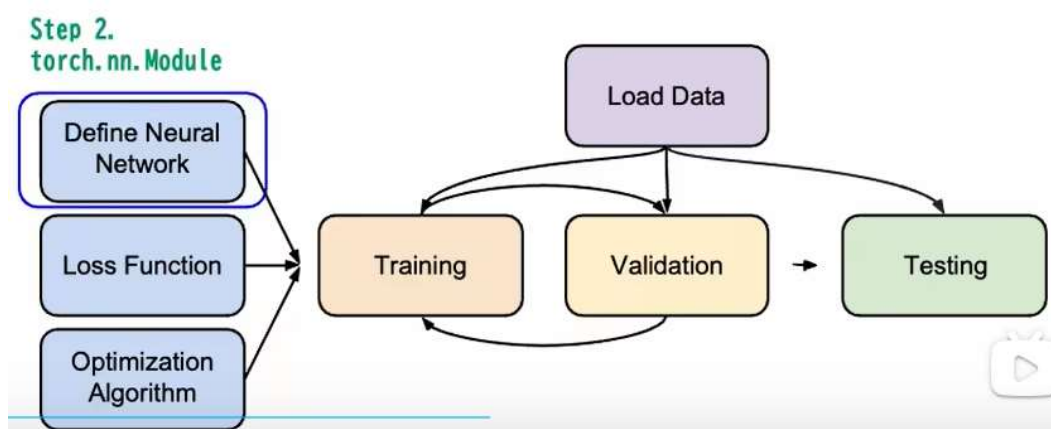 Step 2.
torch.nn.Module
Define Neural
Network
Loss Function
Optimization
Algorithm
Load Data
Training
Validation
Testing